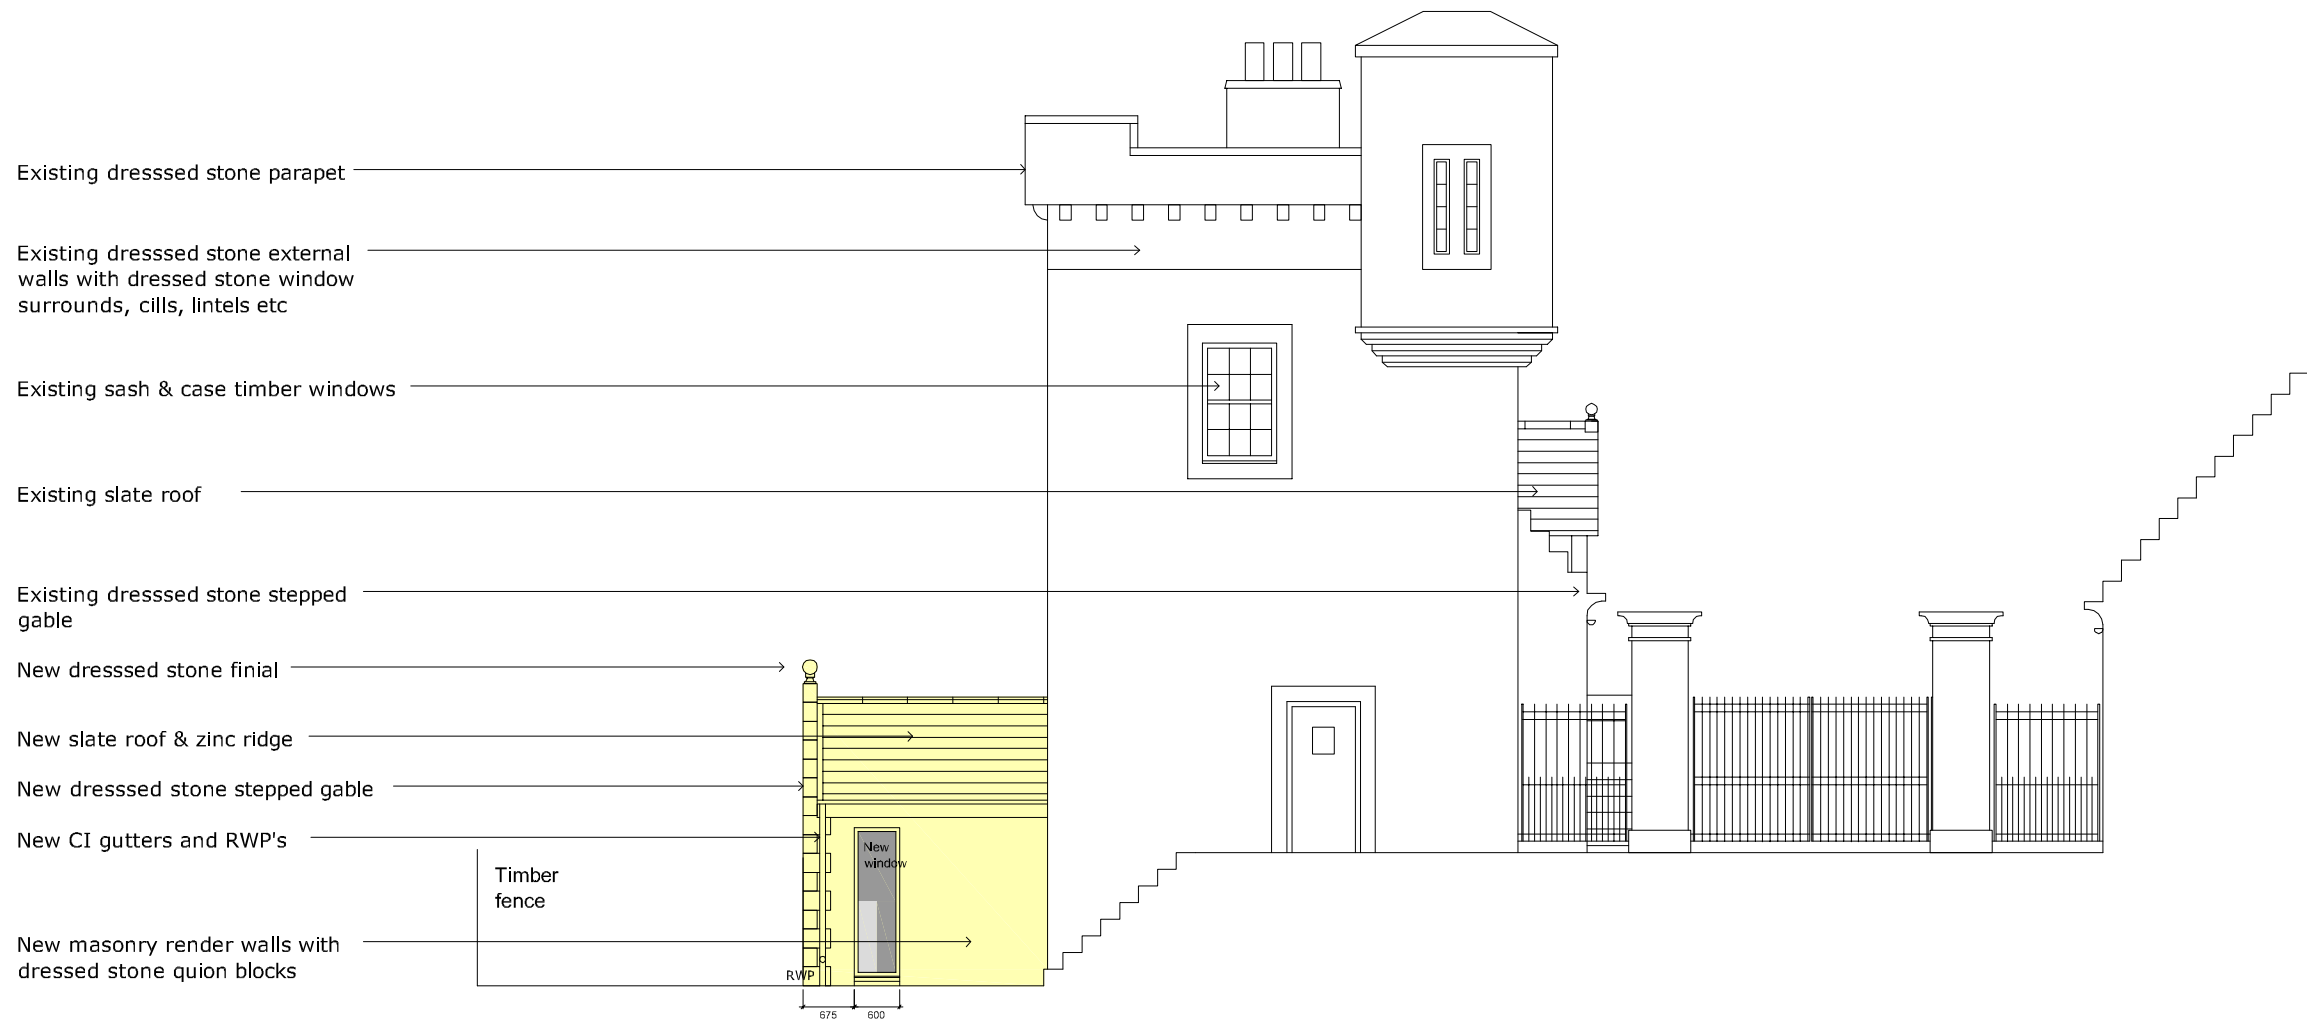 Existing dresssed stone parapet
Existing dresssed stone external
walls with dressed stone window
surrounds, cills, lintels etc
Existing sash & case timber windows
Existing slate roof
Existing dresssed stone stepped
gable
New dresssed stone finial
New slate roof & zinc ridge
New dresssed stone stepped gable
New CI gutters and RWP's
New
window
Timber
fence
New masonry render walls with
dressed stone quion blocks
RWP
675
600